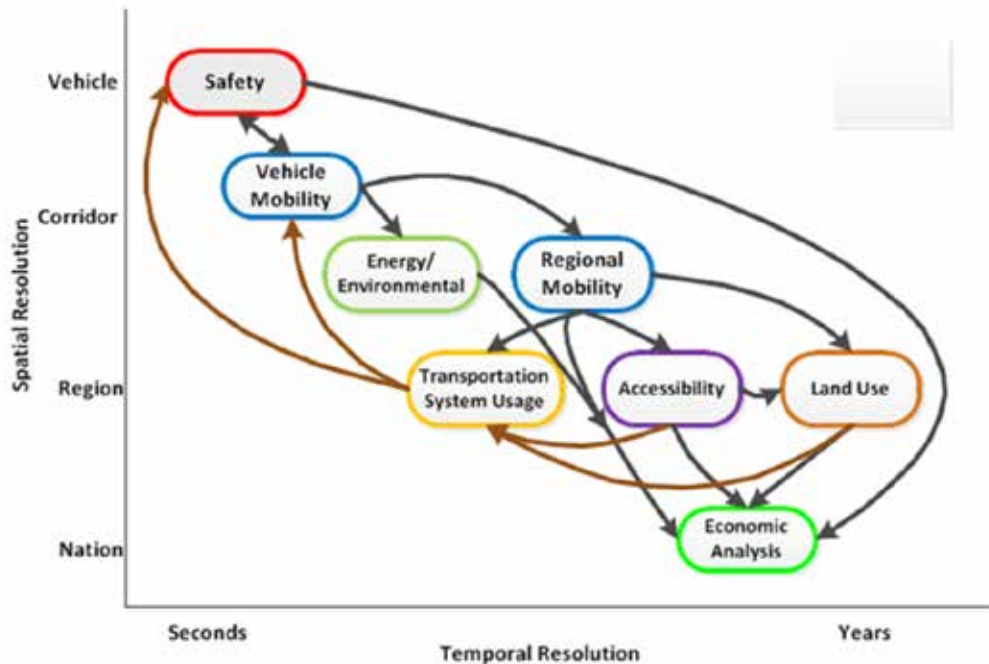 Vehicle
Safety
Vehicle
Mobility
Corridor
Energy/
Environmental
Regional
Mobility
Spatial Resolution
Region
Transportation
System Usage
Accessibility
Land Use
Nation
Economic
Analysis
Seconds
Years
Temporal Resolution